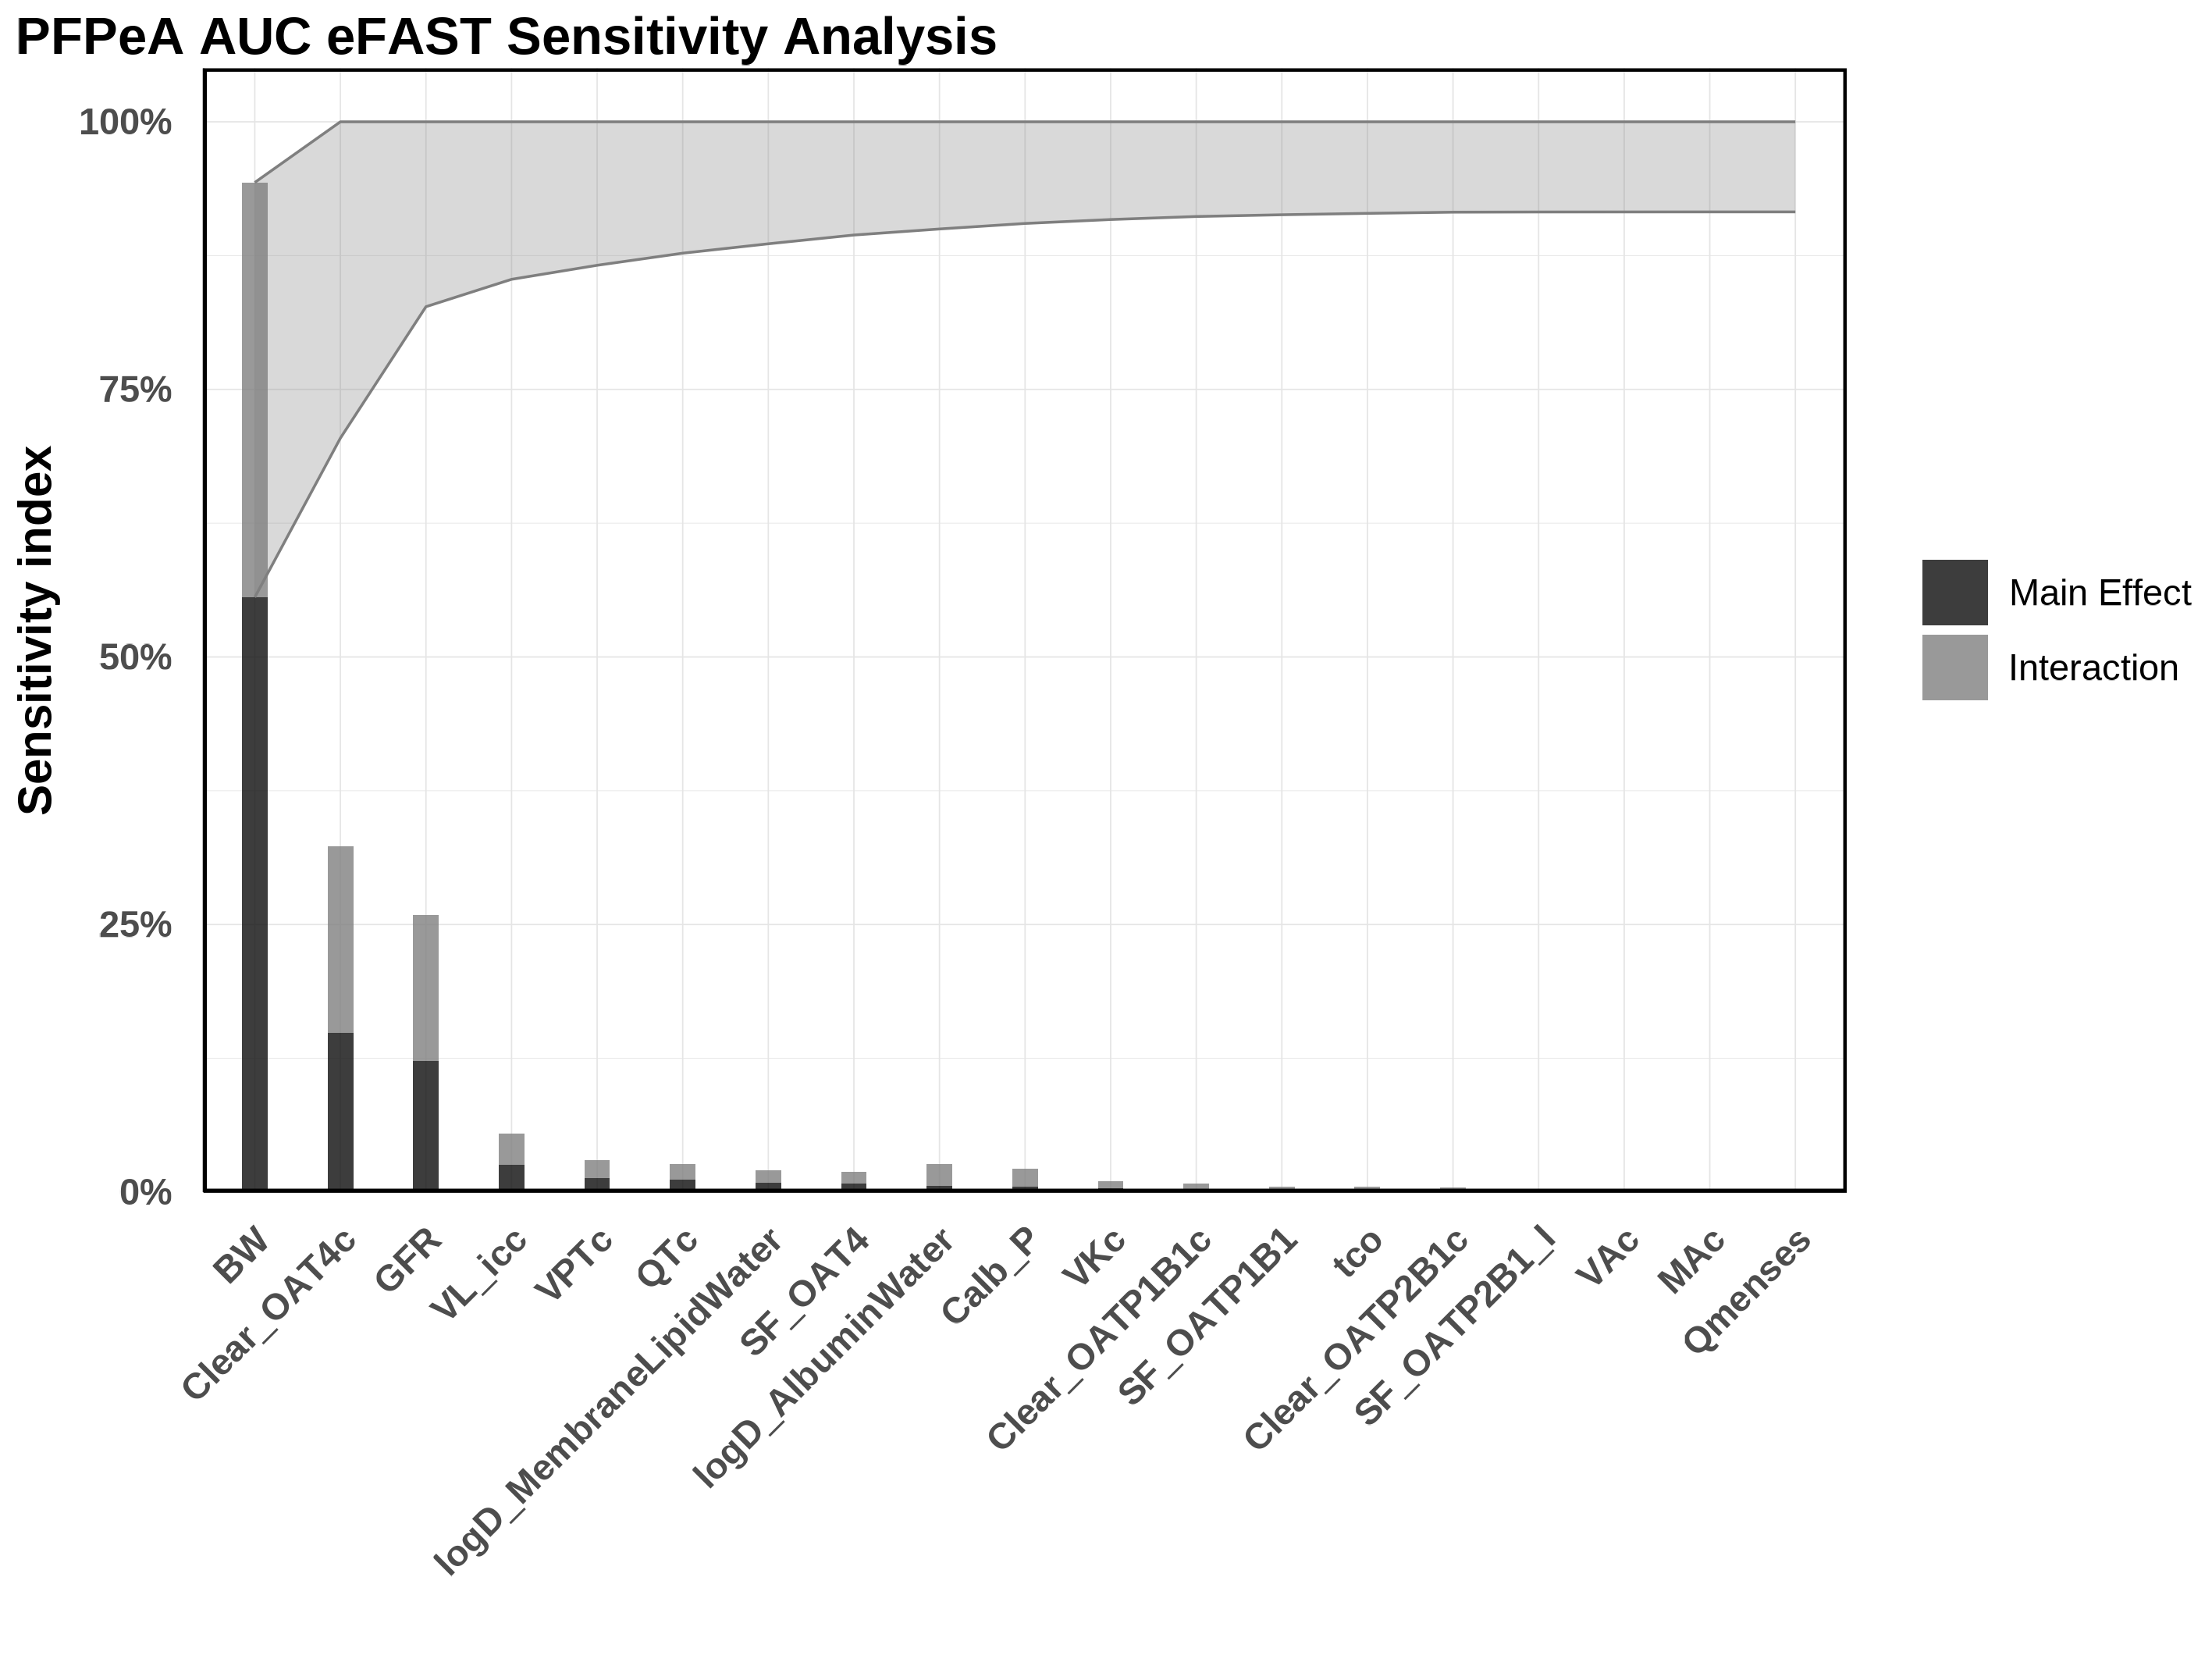 PFPeA AUC eFAST Sensitivity Analysis
100%
75%
50%
25%
0%
Sensitivity index
Main Effect
Interaction
BW
Clear_OAT4c
GFR
VL_icc
VPTc
QTc
logD_MembraneLipidWater
SF_OAT4
logD_AlbuminWater
Calb_P
VKc
Clear_OATP1B1c
SF_OATP1B1
tco
Clear_OATP2B1c
SF_OATP2B1_l
VAc
MAc
Qmenses